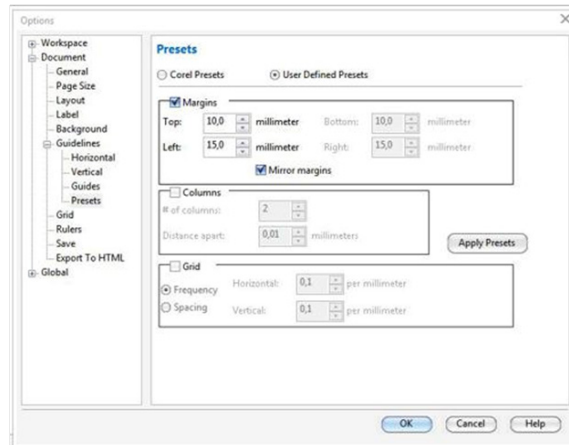 Options
Workspace
Document
General
Page Size
Layout
Label
Background
Guidelines
Horizontal
Vertical
Guides
Presets
Grid
Rulers
Save
Export To HTML
Global
Presets
Corel Presets User Defined Presets
Margins
Top: 10,0 millimeter Bottom: 10,0 millimeter
Left: 15,0 millimeter Right: 15,0 millimeter
Mirror margins
Columns
# of columns: 2
Distance apart: 0,01 millimeters
Apply Presets
Grid
Frequency Horizontal: 0,1 per millimeter
Spacing Vertical: 0,1 per millimeter
OK Cancel Help